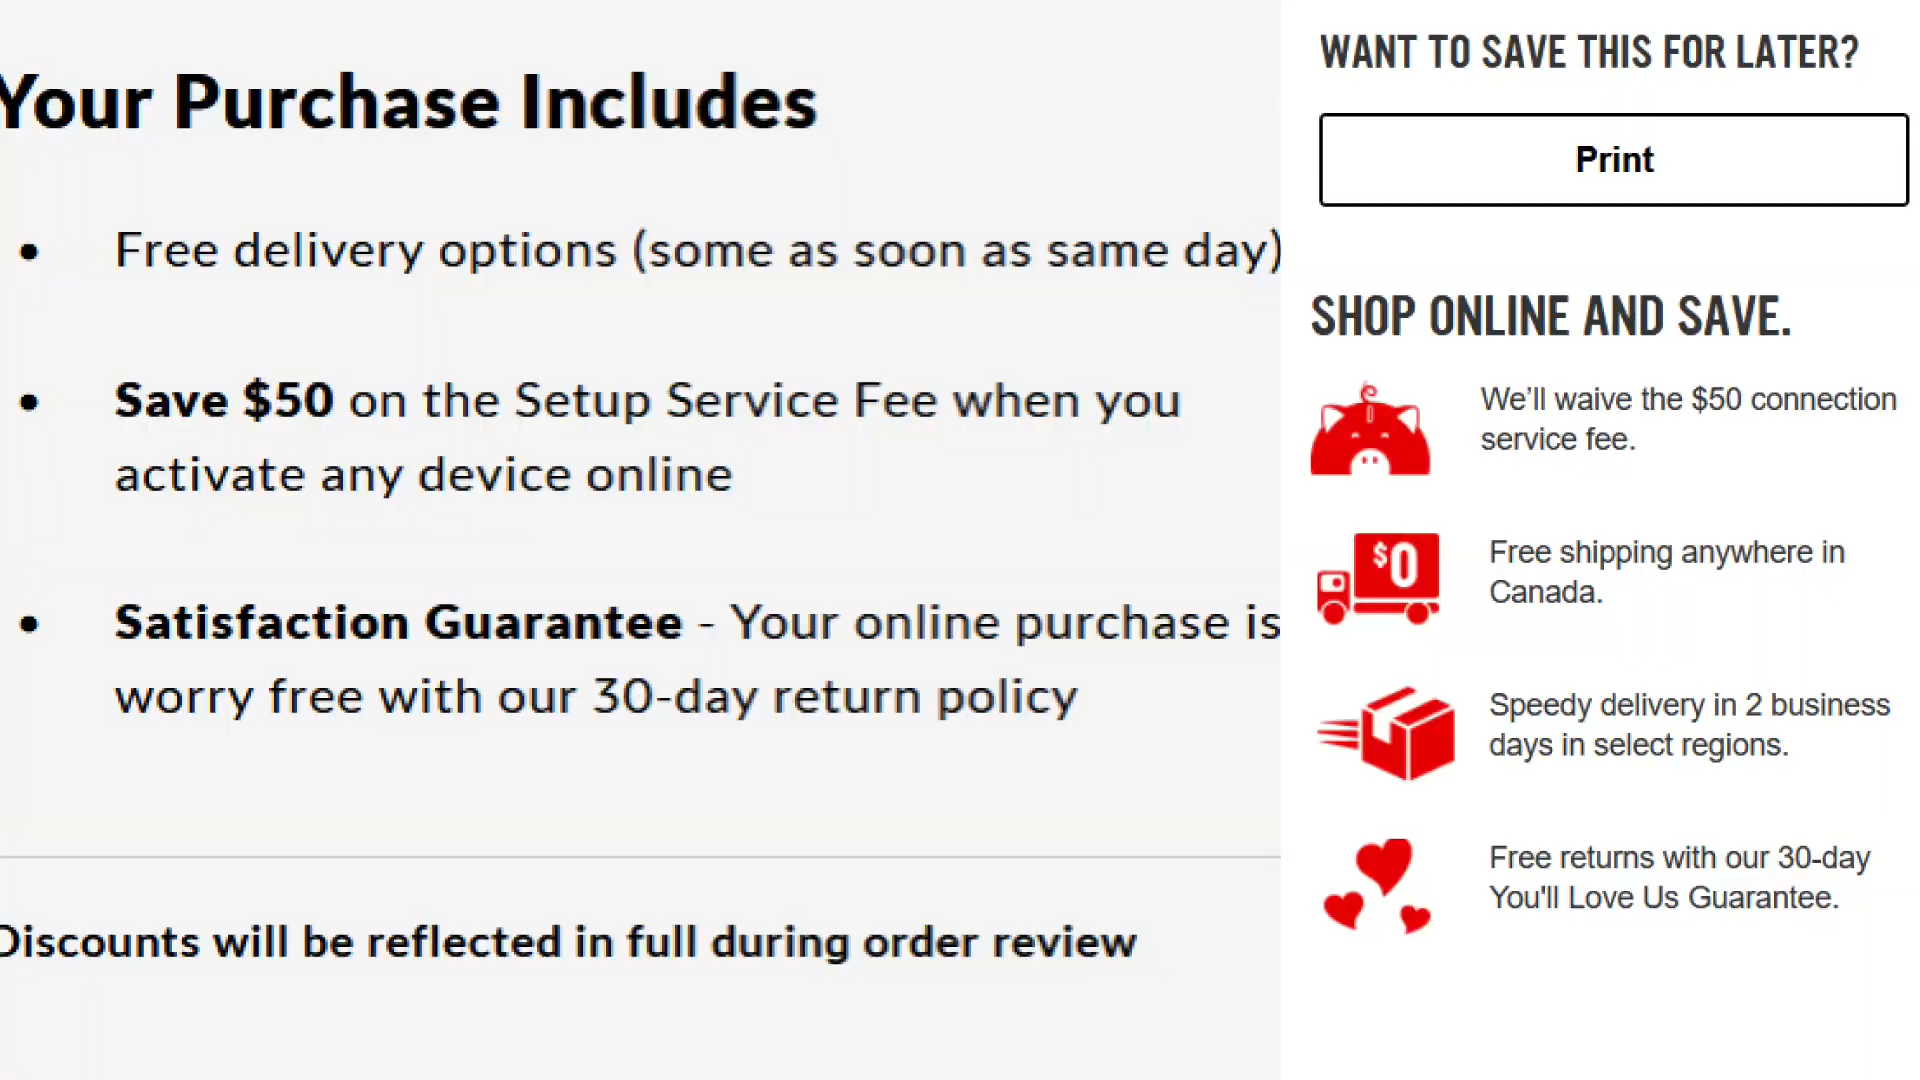 Your Purchase Includes
• Free delivery options (some as soon as same day)
• Save $50 on the Setup Service Fee when you
activate any device online
• Satisfaction Guarantee - Your online purchase is
worry free with our 30-day return policy
Discounts will be reflected in full during order review
WANT TO SAVE THIS FOR LATER?
Print
SHOP ONLINE AND SAVE.
We’ll waive the $50 connection
service fee.
$0
Free shipping anywhere in
Canada.
Speedy delivery in 2 business
days in select regions.
Free returns with our 30-day
You'll Love Us Guarantee.